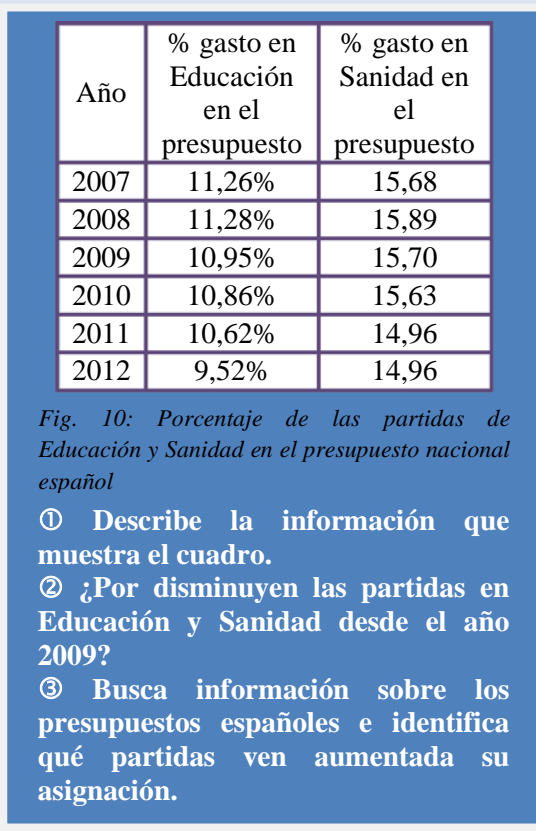 Año % gasto en Educación en el presupuesto % gasto en Sanidad en el presupuesto
2007 11,26% 15,68
2008 11,28% 15,89
2009 10,95% 15,70
2010 10,86% 15,63
2011 10,62% 14,96
2012 9,52% 14,96
Fig. 10: Porcentaje de las partidas de
Educación y Sanidad en el presupuesto nacional
español
① Describe la información que
muestra el cuadro.
② ¿Por disminuyen las partidas en
Educación y Sanidad desde el año
2009?
③ Busca información sobre los
presupuestos españoles e identifica
qué partidas ven aumentada su
asignación.